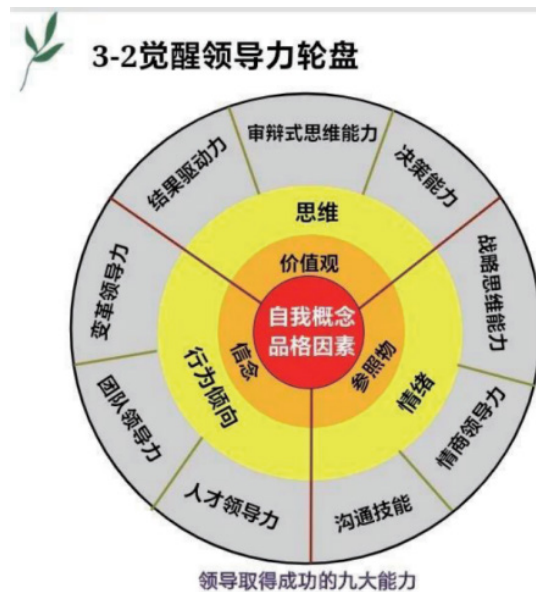 3-2觉醒领导力轮盘
审辩式思维能力
决策能力
战略思维能力
情商领导力
沟通技能
人才领导力
团队领导力
变革领导力
结果驱动力
思维
情绪
行为倾向
价值观
参照物
信念
自我概念
品格因素
领导取得成功的九大能力